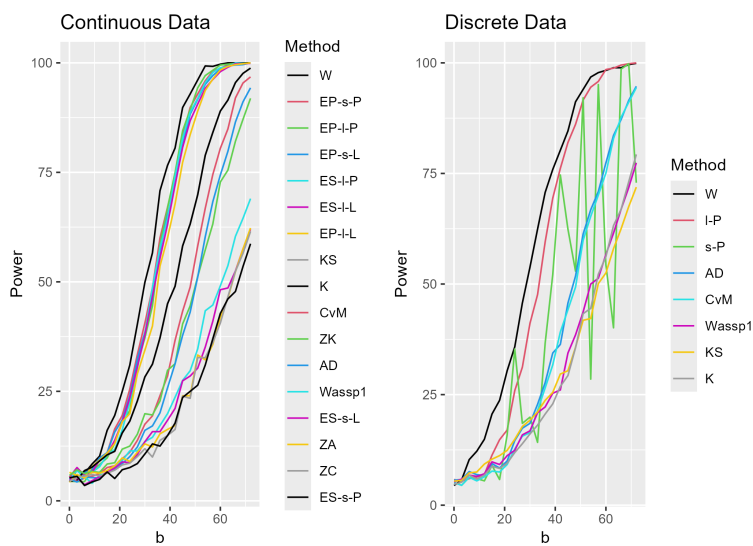 Continuous Data
Power
100
75
50
25
0
0 20 40 60
b
Method
W
EP-s-P
EP-l-P
EP-s-L
ES-l-P
ES-l-L
EP-l-L
KS
K
CvM
ZK
AD
Wassp1
ES-s-L
ZA
ZC
ES-s-P
Discrete Data
Power
100
75
50
25
0
0 20 40 60
b
Method
W
l-P
s-P
AD
CvM
Wassp1
KS
K